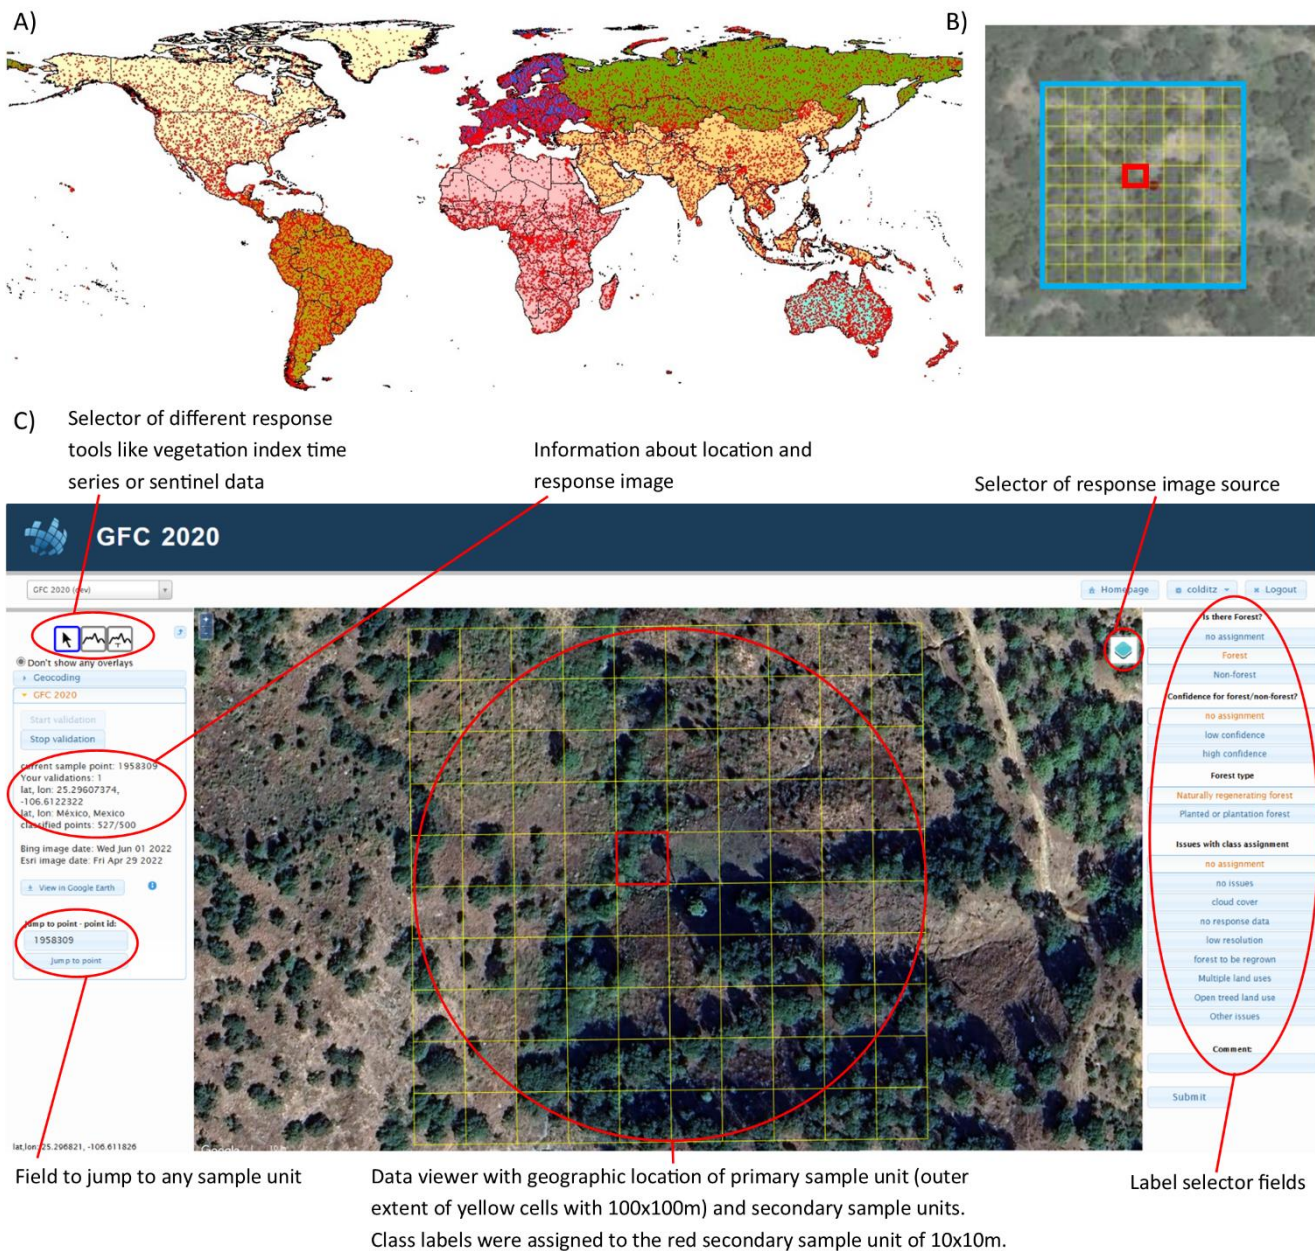 A)
B)
C)
Selector of different response
tools like vegetation index time
series or sentinel data
Information about location and
response image
Selector of response image source
GFC 2020
GFC 2020 (dev)
Homepage
colditz
Logout
Don't show any overlays
Geocoding
GFC 2020
Start validation
Stop validation
current sample point: 1958309
Your validations: 1
lat, lon: 25.29607374,
-106.6122322
lat, lon: México, Mexico
classified points: 527/500
Bing image date: Wed Jun 01 2022
Esri image date: Fri Apr 29 2022
View in Google Earth
Jump to point - point id:
1958309
Jump to point
lat,lon: 25.296821, -106.611826
Google
Is there Forest?
no assignment
Forest
Non-forest
Confidence for forest/non-forest?
no assignment
low confidence
high confidence
Forest type
Naturally regenerating forest
Planted or plantation forest
Issues with class assignment
no assignment
no issues
cloud cover
no response data
low resolution
forest to be regrown
Multiple land uses
Open treed land use
Other issues
Comment:
Submit
Field to jump to any sample unit
Data viewer with geographic location of primary sample unit (outer
extent of yellow cells with 100x100m) and secondary sample units.
Class labels were assigned to the red secondary sample unit of 10x10m.
Label selector fields